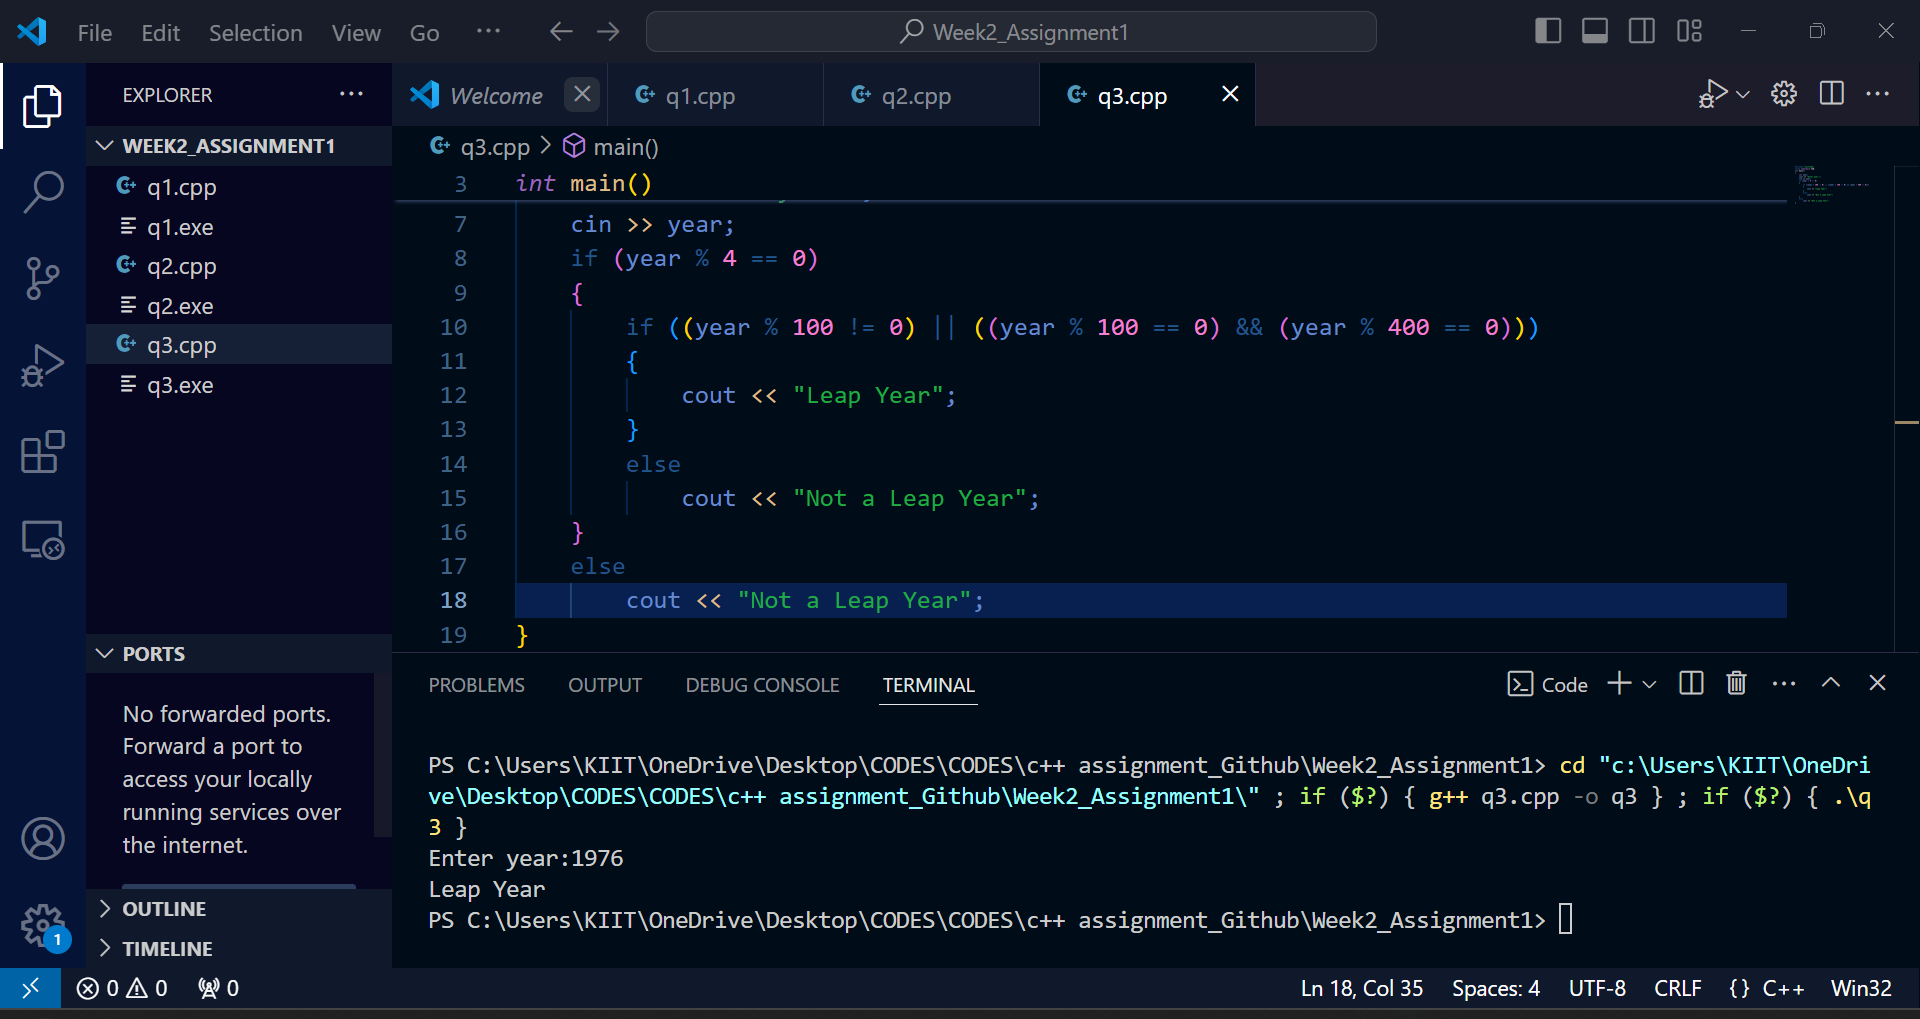 File Edit Selection View Go ··· Week2_Assignment1
EXPLORER ···
Welcome q1.cpp q2.cpp q3.cpp
WEEK2_ASSIGNMENT1
q1.cpp
q1.exe
q2.cpp
q2.exe
q3.cpp
q3.exe
PORTS
No forwarded ports.
Forward a port to
access your locally
running services over
the internet.
OUTLINE
TIMELINE
1
q3.cpp > main()
3 int main()
7 cin >> year;
8 if (year % 4 == 0)
9 {
10 if ((year % 100 != 0) || ((year % 100 == 0) && (year % 400 == 0)))
11 {
12 cout << "Leap Year";
13 }
14 else
15 cout << "Not a Leap Year";
16 }
17 else
18 cout << "Not a Leap Year";
19 }
PROBLEMS OUTPUT DEBUG CONSOLE TERMINAL Code
PS C:\Users\KIIT\OneDrive\Desktop\CODES\CODES\c++ assignment_Github\Week2_Assignment1> cd "c:\Users\KIIT\OneDri
ve\Desktop\CODES\CODES\c++ assignment_Github\Week2_Assignment1\" ; if ($?) { g++ q3.cpp -o q3 } ; if ($?) { .\q
3 }
Enter year:1976
Leap Year
PS C:\Users\KIIT\OneDrive\Desktop\CODES\CODES\c++ assignment_Github\Week2_Assignment1>
0 0 0 Ln 18, Col 35 Spaces: 4 UTF-8 CRLF {} C++ Win32